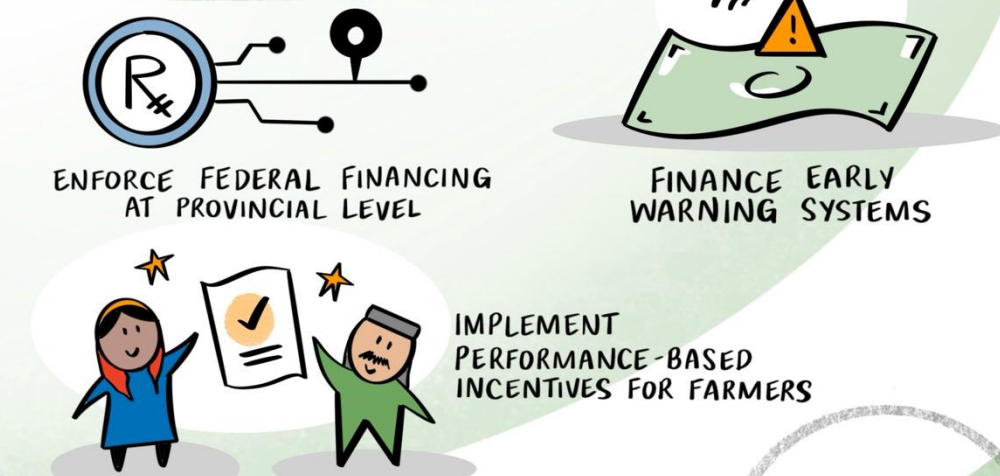 ENFORCE FEDERAL FINANCING
AT PROVINCIAL LEVEL
FINANCE EARLY
WARNING SYSTEMS
IMPLEMENT
PERFORMANCE-BASED
INCENTIVES FOR FARMERS